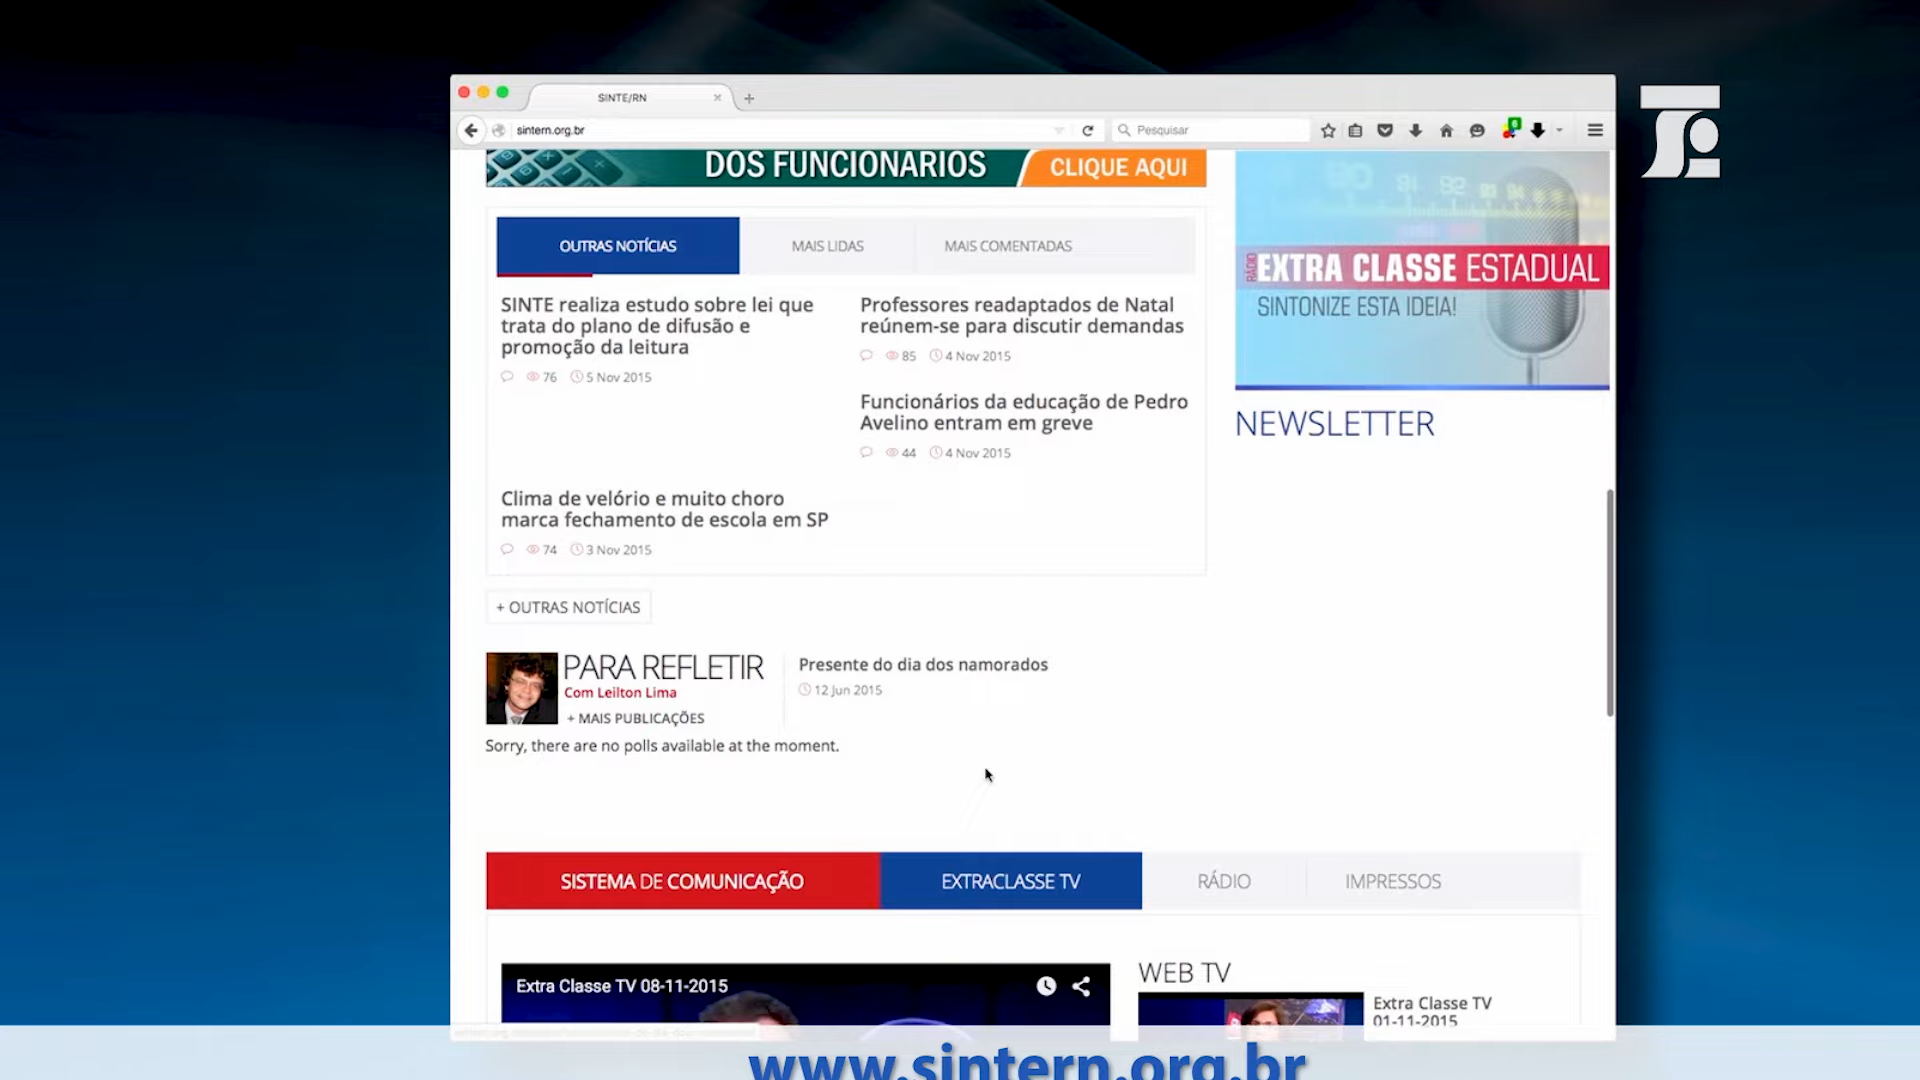 SINTE/RN
sintern.org.br
Pesquisar
6
DOS FUNCIONÁRIOS
CLIQUE AQUI
OUTRAS NOTÍCIAS
MAIS LIDAS
MAIS COMENTADAS
SINTE realiza estudo sobre lei que
trata do plano de difusão e
promoção da leitura
76
5 Nov 2015
Professores readaptados de Natal
reúnem-se para discutir demandas
85
4 Nov 2015
Funcionários da educação de Pedro
Avelino entram em greve
44
4 Nov 2015
Clima de velório e muito choro
marca fechamento de escola em SP
74
3 Nov 2015
+ OUTRAS NOTÍCIAS
RÁDIO EXTRA CLASSE ESTADUAL
SINTONIZE ESTA IDEIA!
NEWSLETTER
PARA REFLETIR
Com Leilton Lima
+ MAIS PUBLICAÇÕES
Presente do dia dos namorados
12 Jun 2015
Sorry, there are no polls available at the moment.
SISTEMA DE COMUNICAÇÃO
EXTRACLASSE TV
RÁDIO
IMPRESSOS
Extra Classe TV 08-11-2015
WEB TV
Extra Classe TV
01-11-2015
www.sintern.org.br